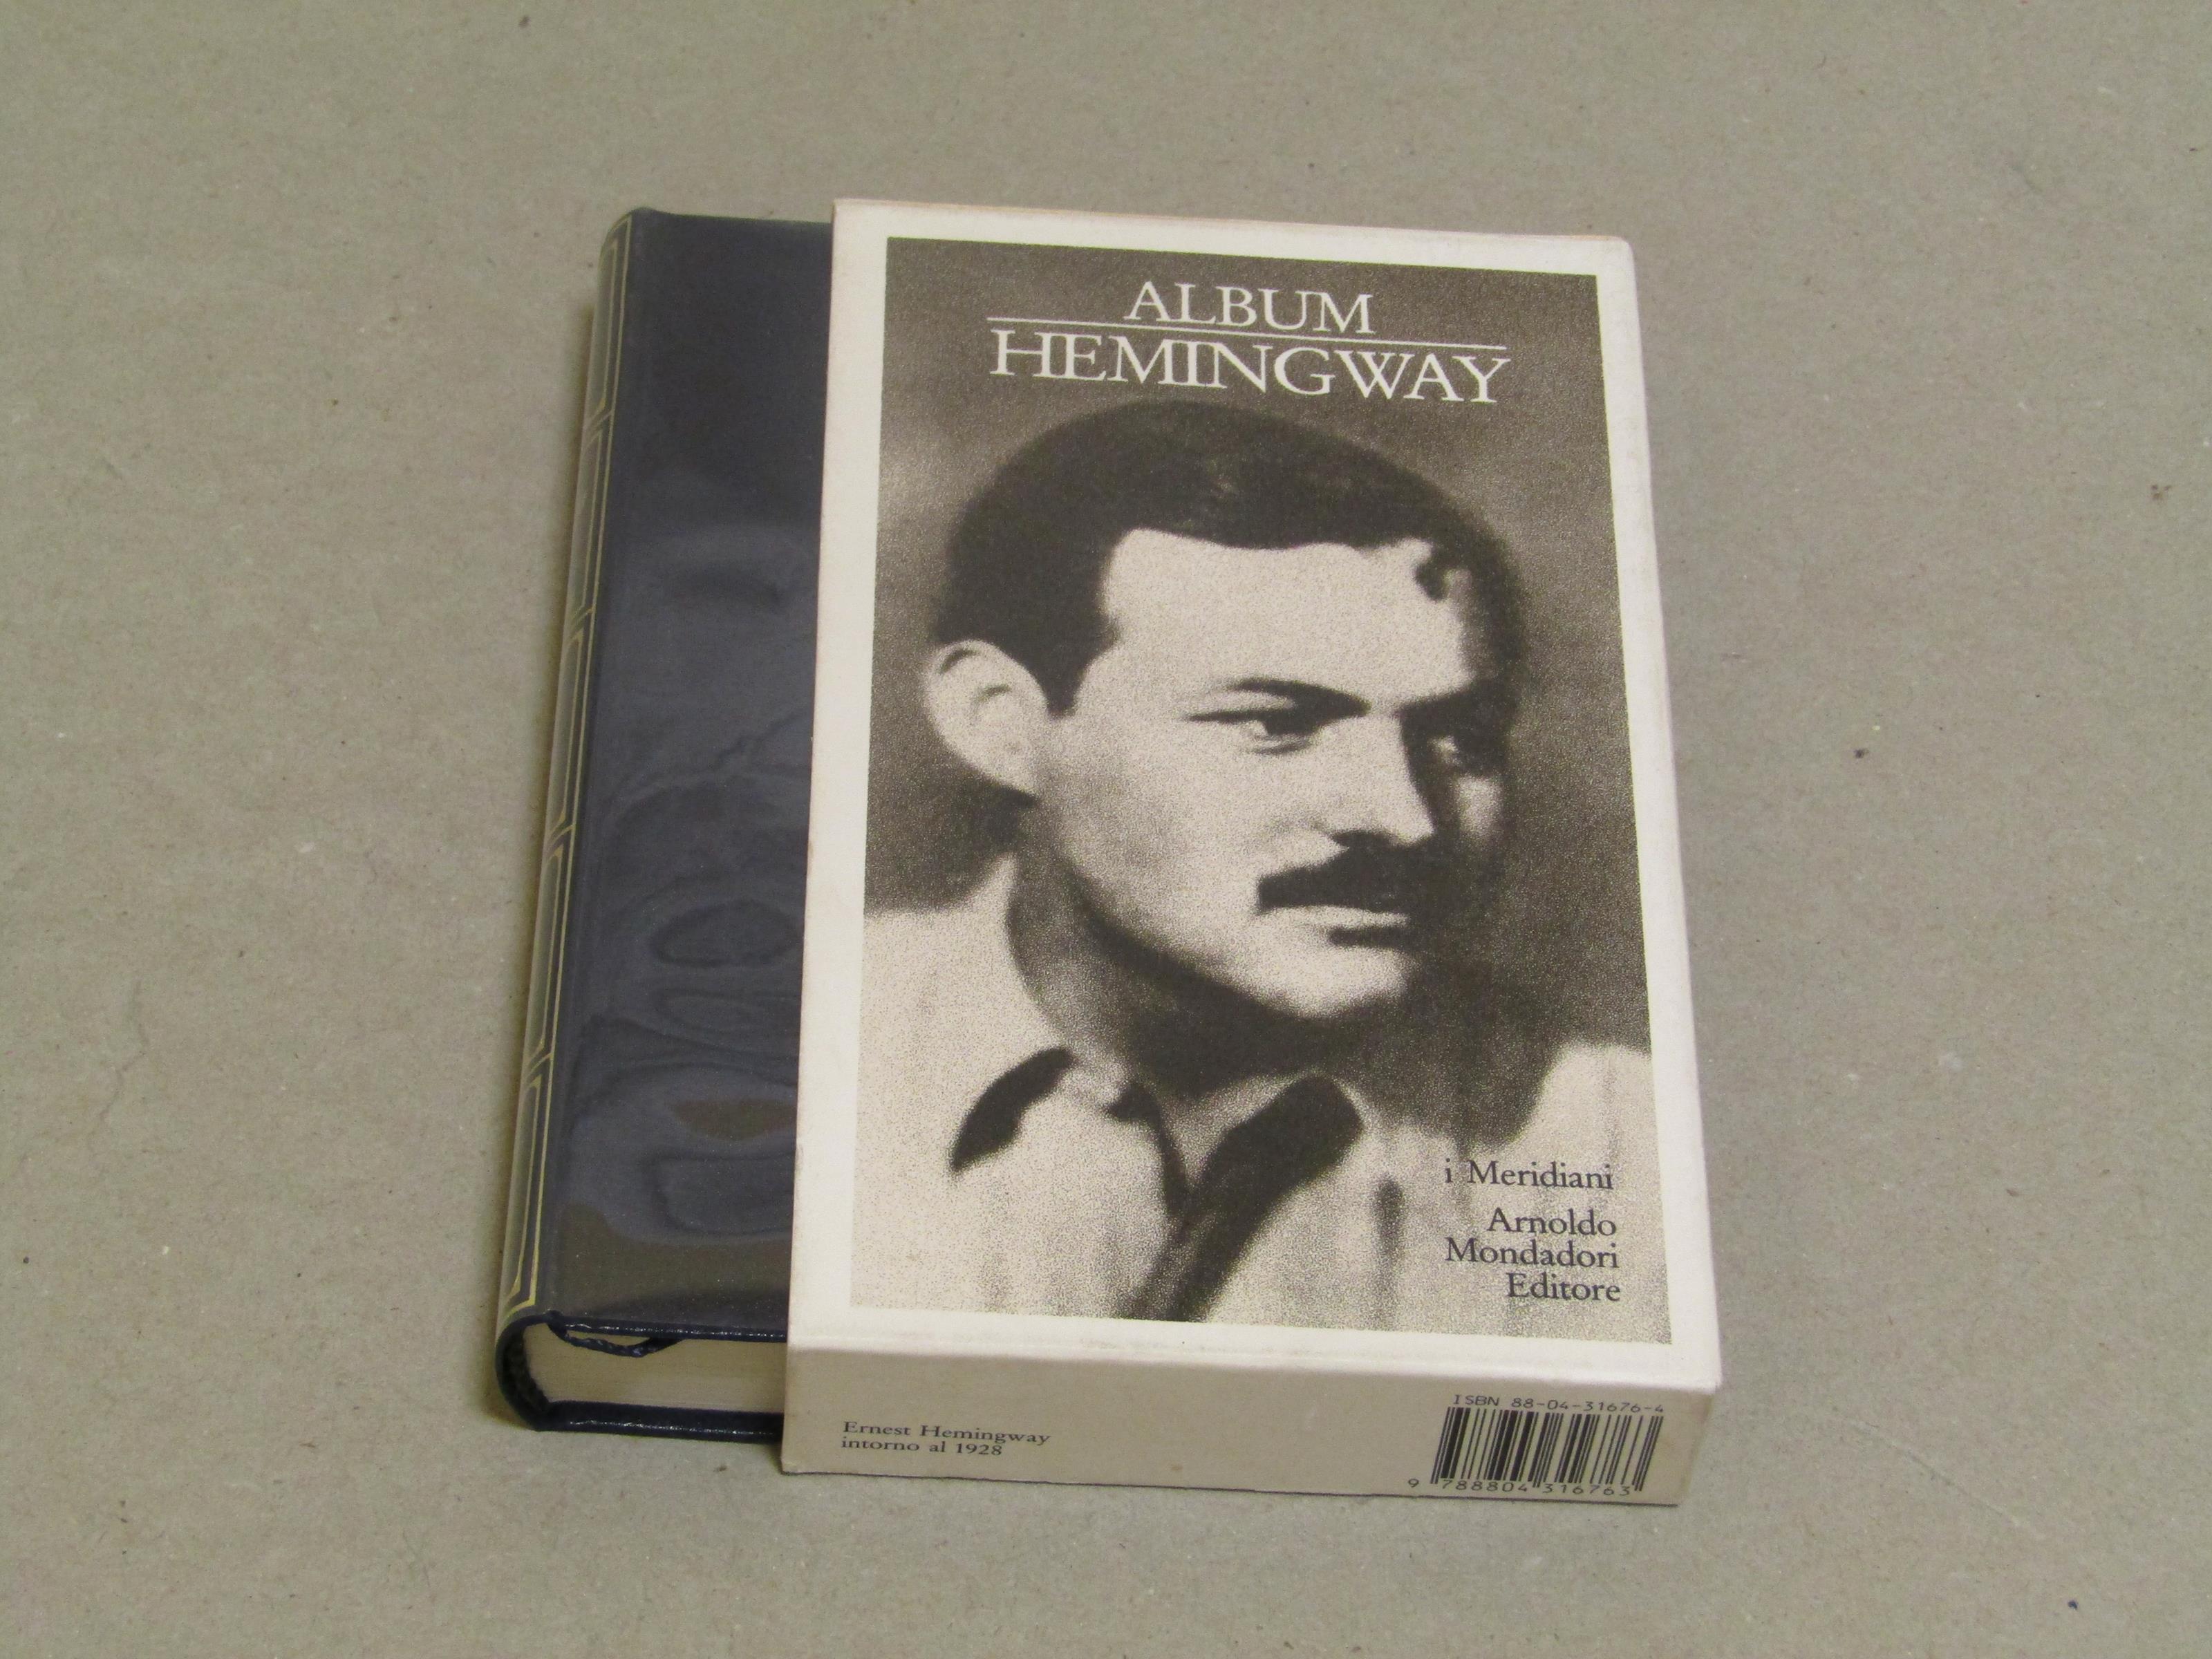 ALBUM
HEMINGWAY
i Meridiani
Arnoldo
Mondadori
Editore
Ernest Hemingway
intorno al 1928
ISBN 88-04-31676-4
9 788804 316763